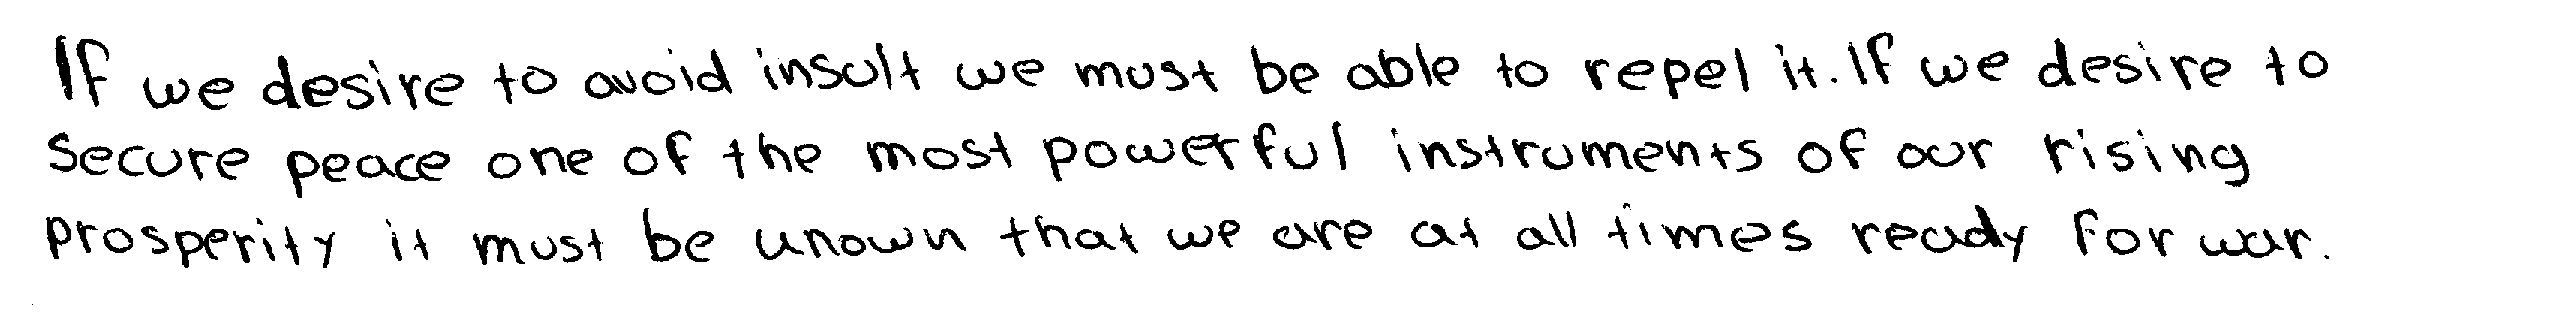 If we desire to avoid insult we must be able to repel it. If we desire to
secure peace one of the most powerful instruments of our rising
prosperity it must be unown that we are at all times ready for war.